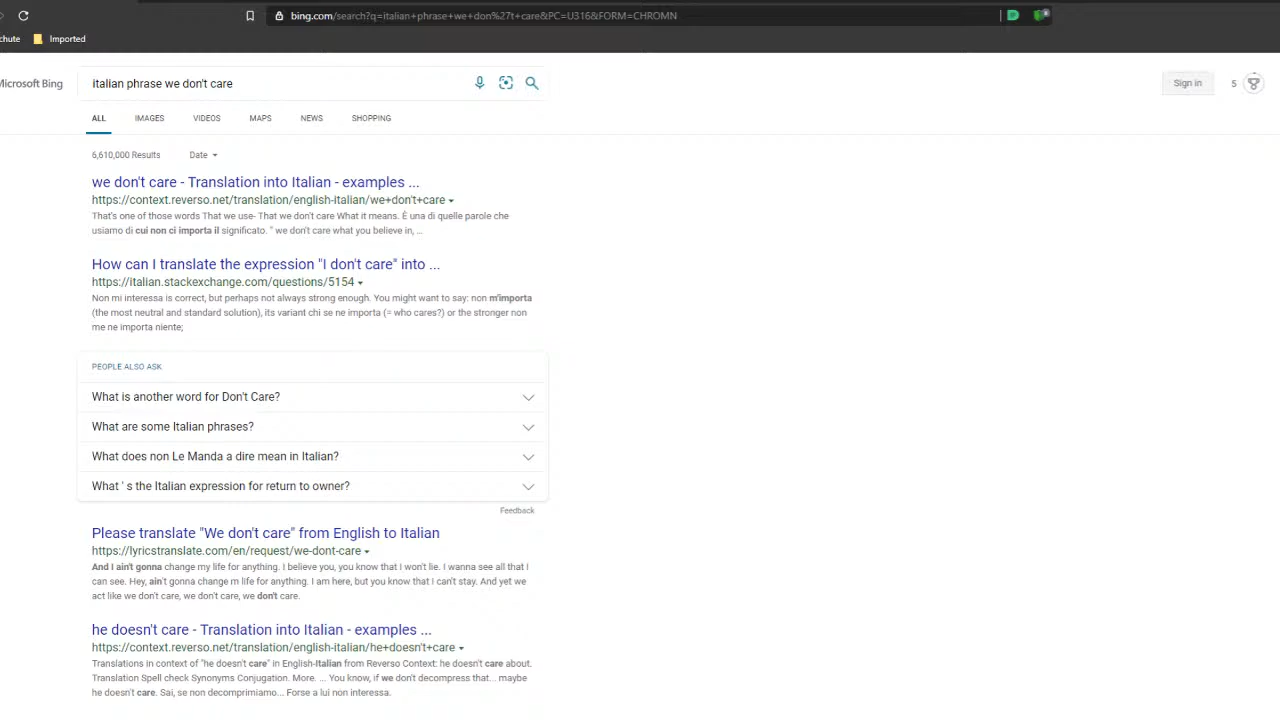 bing.com/search?q=italian+phrase+we+don%27t+care&PC=U316&FORM=CHROMN
chute Imported
Microsoft Bing
italian phrase we don't care
Sign in 5
ALL IMAGES VIDEOS MAPS NEWS SHOPPING
6,610,000 Results Date
we don't care - Translation into Italian - examples ...
https://context.reverso.net/translation/english-italian/we+don't+care
That's one of those words That we use- That we don't care What it means. È una di quelle parole che
usiamo di cui non ci importa il significato. " we don't care what you believe in, ...
How can I translate the expression "I don't care" into ...
https://italian.stackexchange.com/questions/5154
Non mi interessa is correct, but perhaps not always strong enough. You might want to say: non m'importa
(the most neutral and standard solution), its variant chi se ne importa (= who cares?) or the stronger non
me ne importa niente;
PEOPLE ALSO ASK
What is another word for Don't Care?
What are some Italian phrases?
What does non Le Manda a dire mean in Italian?
What ' s the Italian expression for return to owner?
Feedback
Please translate "We don't care" from English to Italian
https://lyricstranslate.com/en/request/we-dont-care
And I ain't gonna change my life for anything. I believe you, you know that I won't lie. I wanna see all that I
can see. Hey, ain't gonna change m life for anything. I am here, but you know that I can't stay. And yet we
act like we don't care, we don't care, we don't care.
he doesn't care - Translation into Italian - examples ...
https://context.reverso.net/translation/english-italian/he+doesn't+care
Translations in context of "he doesn't care" in English-Italian from Reverso Context: he doesn't care about.
Translation Spell check Synonyms Conjugation. More. ... You know, if we don't decompress that... maybe
he doesn't care. Sai, se non decomprimiamo... Forse a lui non interessa.